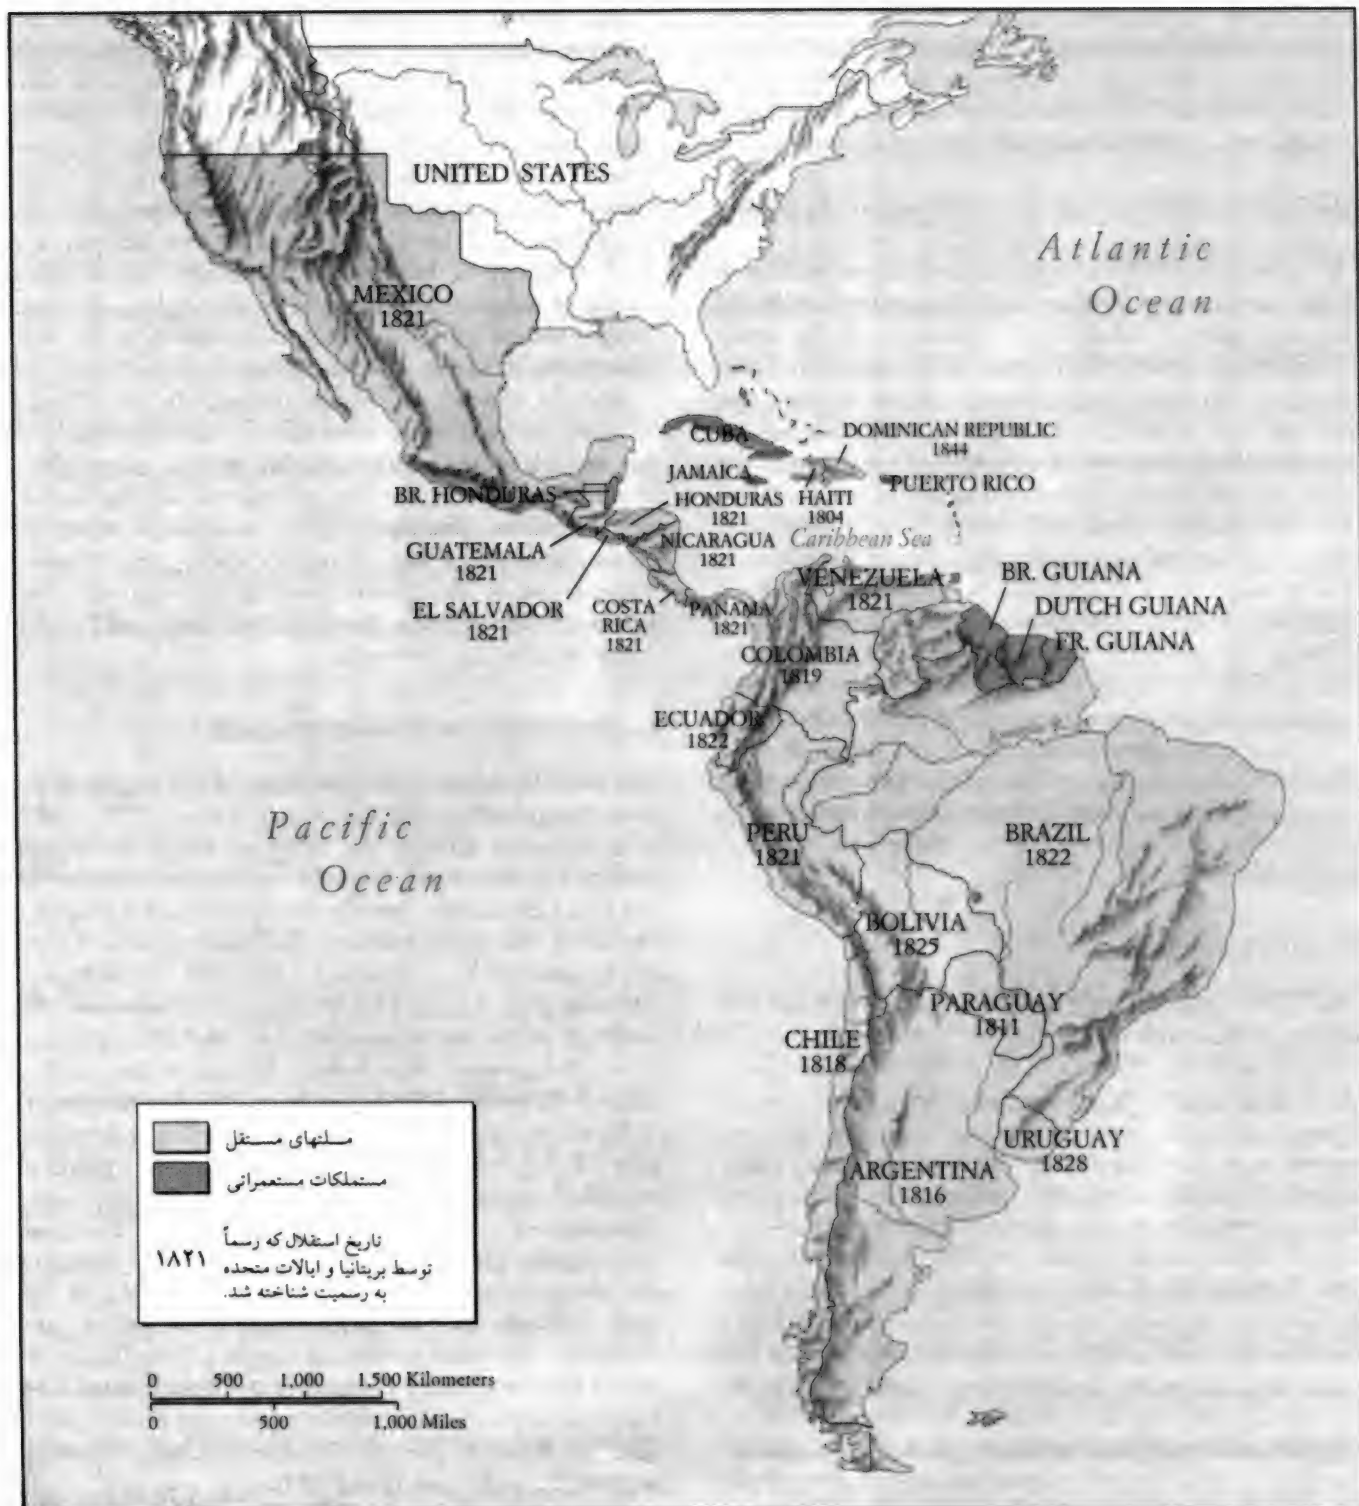 UNITED STATES
Atlantic
Ocean
MEXICO
1821
CUBA
DOMINICAN REPUBLIC
1844
JAMAICA
BR. HONDURAS
HONDURAS
1821
HAITI
1804
PUERTO RICO
GUATEMALA
1821
NICARAGUA
1821
Caribbean Sea
EL SALVADOR
1821
COSTA
RICA
1821
PANAMA
1821
VENEZUELA
1821
BR. GUIANA
DUTCH GUIANA
FR. GUIANA
COLOMBIA
1819
ECUADOR
1822
Pacific
Ocean
PERU
1821
BRAZIL
1822
BOLIVIA
1825
PARAGUAY
1811
CHILE
1818
URUGUAY
1828
ARGENTINA
1816
ملتهای مستقل
مستملکات مستعمراتی
۱۸۲۱ تاریخ استقلال که رسماً
توسط بریتانیا و ایالات متحده
به رسمیت شناخته شد.
0 500 1,000 1,500 Kilometers
0 500 1,000 Miles